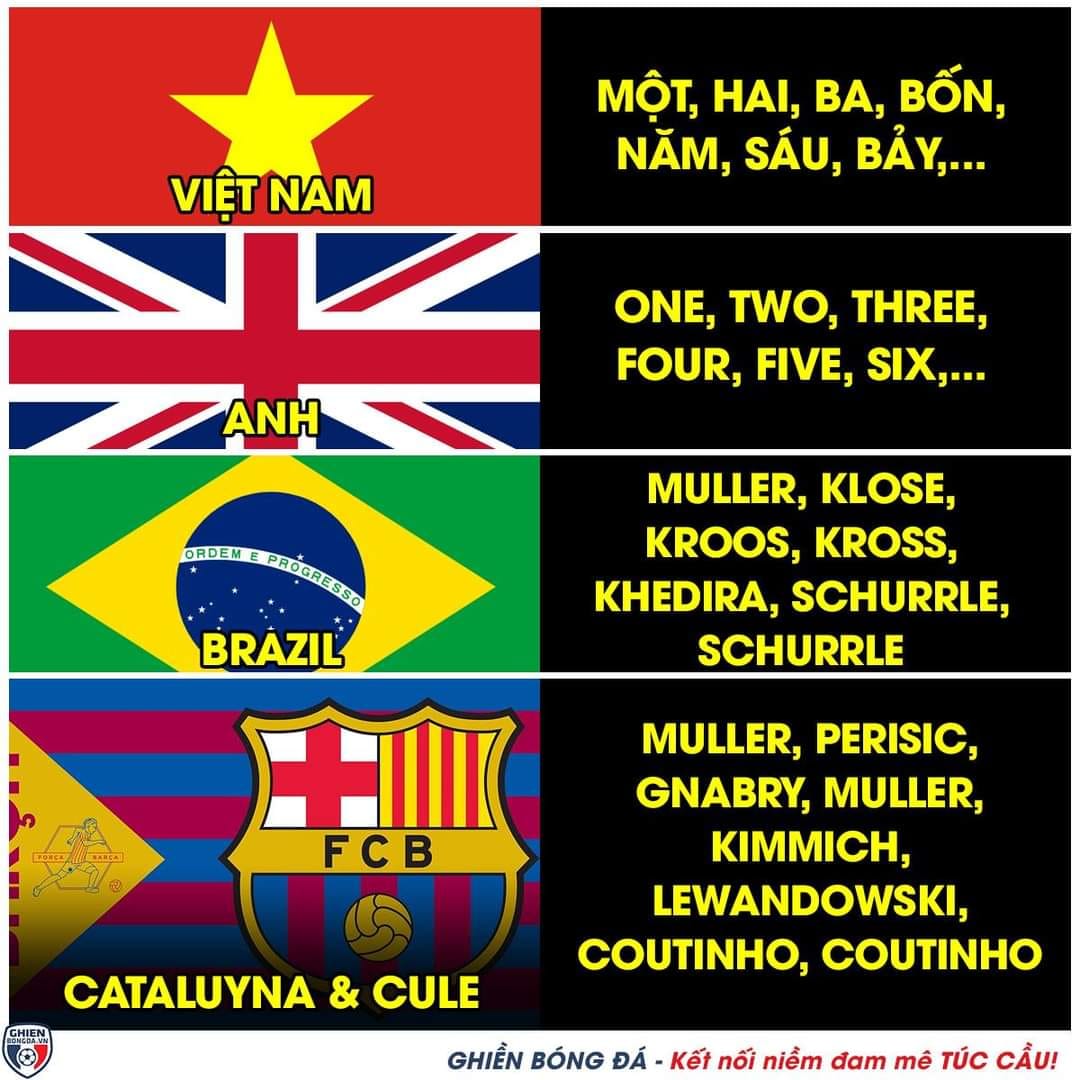 VIỆT NAM
MỘT, HAI, BA, BỐN,
NĂM, SÁU, BẢY,...
ANH
ONE, TWO, THREE,
FOUR, FIVE, SIX,...
ORDEM E PROGRESSO
BRAZIL
MULLER, KLOSE,
KROOS, KROSS,
KHEDIRA, SCHURRLE,
SCHURRLE
FORÇA BARÇA
FCB
CATALUYNA & CULE
MULLER, PERISIC,
GNABRY, MULLER,
KIMMICH,
LEWANDOWSKI,
COUTINHO, COUTINHO
GHIEN
BONGDA.VN
GHIỀN BÓNG ĐÁ - Kết nối niềm đam mê TÚC CẦU!